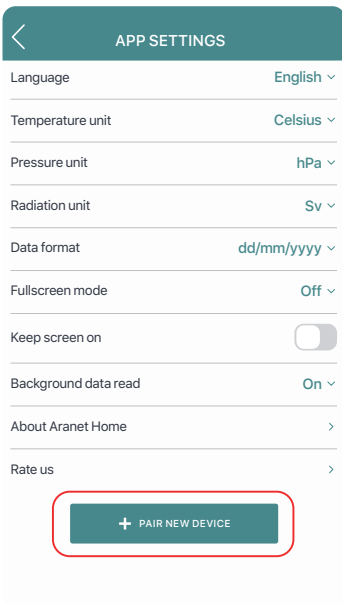 APP SETTINGS
Language English
Temperature unit Celsius
Pressure unit hPa
Radiation unit Sv
Data format dd/mm/yyyy
Fullscreen mode Off
Keep screen on
Background data read On
About Aranet Home
Rate us
+ PAIR NEW DEVICE